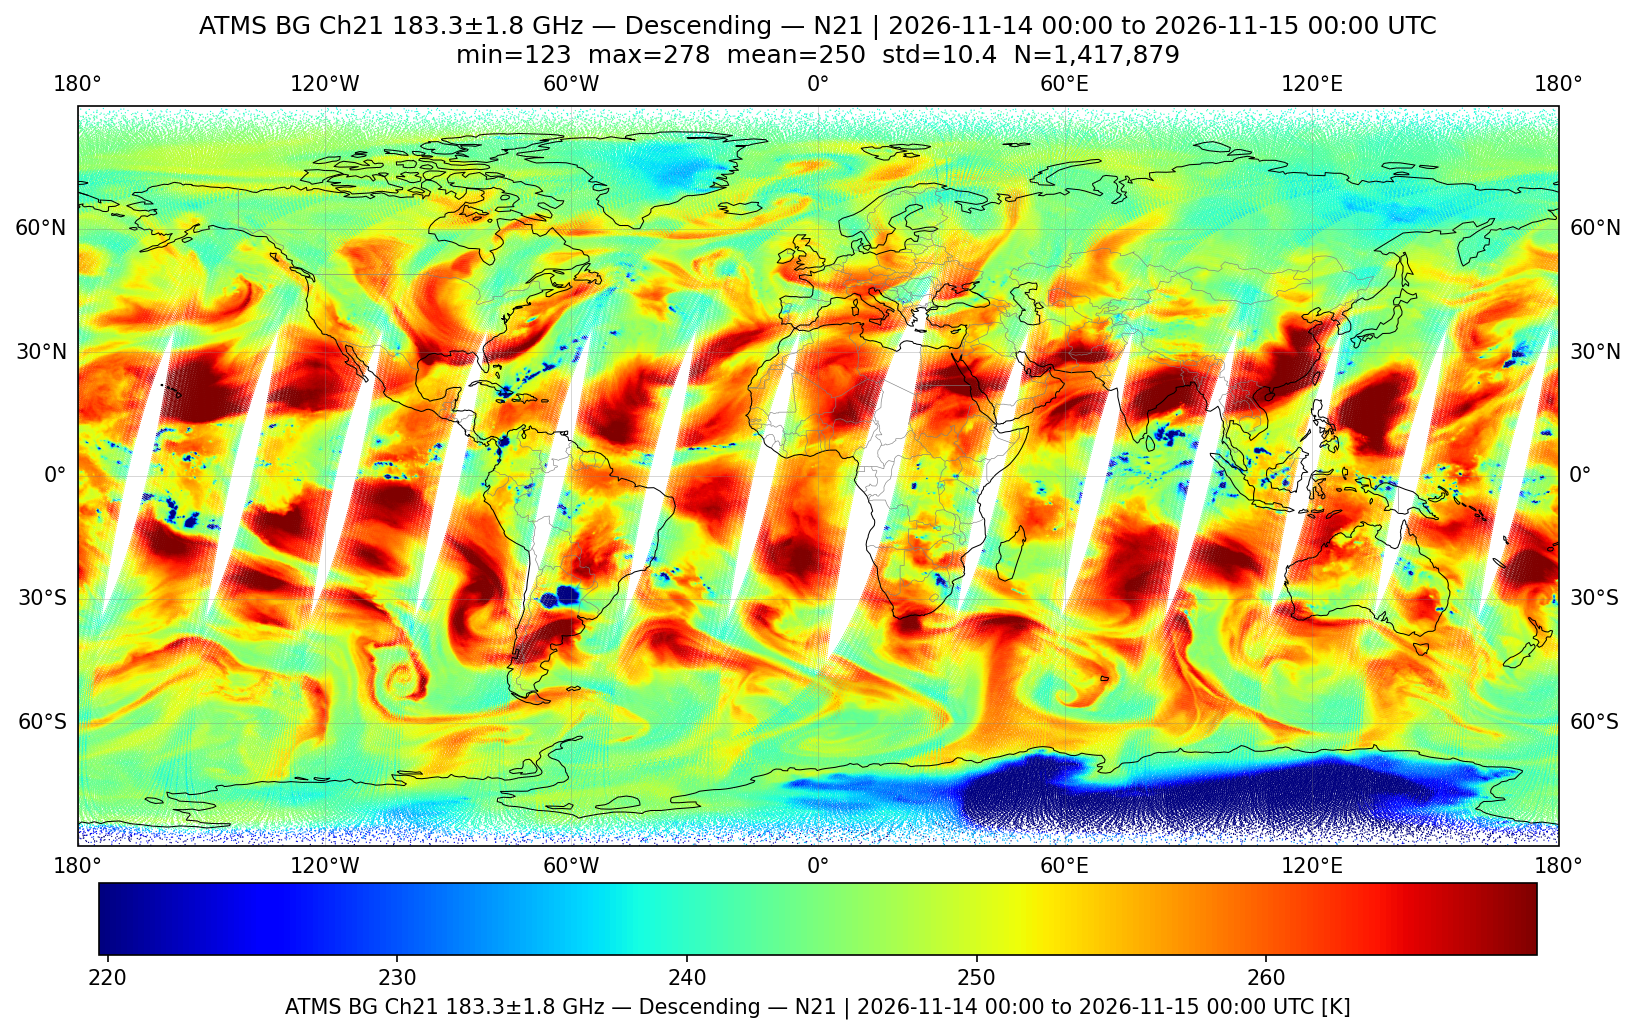 ATMS BG Ch21 183.3±1.8 GHz — Descending — N21 | 2026-11-14 00:00 to 2026-11-15 00:00 UTC
min=123  max=278  mean=250  std=10.4  N=1,417,879
180° 120°W 60°W 0° 60°E 120°E 180°
60°N 60°N
30°N 30°N
0° 0°
30°S 30°S
60°S 60°S
180° 120°W 60°W 0° 60°E 120°E 180°
220 230 240 250 260
ATMS BG Ch21 183.3±1.8 GHz — Descending — N21 | 2026-11-14 00:00 to 2026-11-15 00:00 UTC [K]